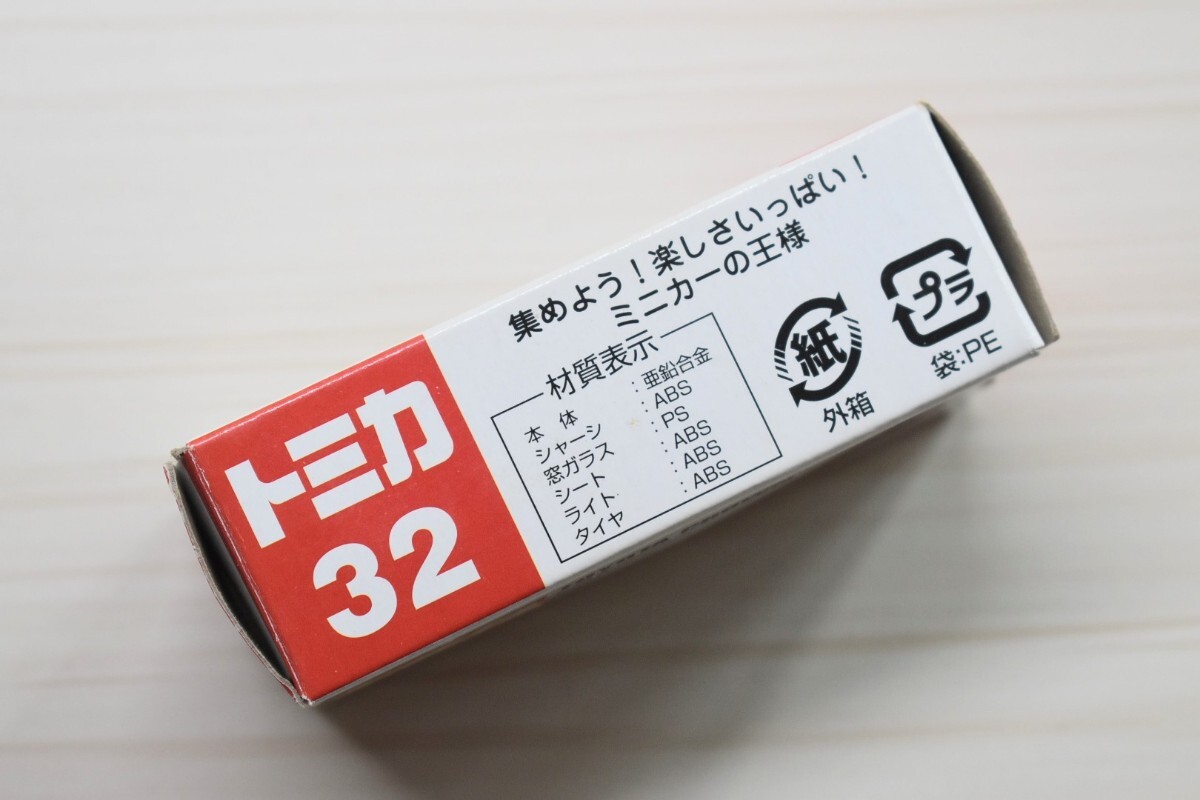 トミカ
32
集めよう！楽しさいっぱい！
ミニカーの王様
材質表示
本体 : 亜鉛合金
シャーシ : ABS
窓ガラス : PS
シート : ABS
ライト : ABS
タイヤ : ABS
紙
外箱
プラ
袋:PE